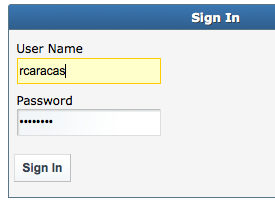 Sign In
User Name
rcaracas
Password
••••••••
Sign In